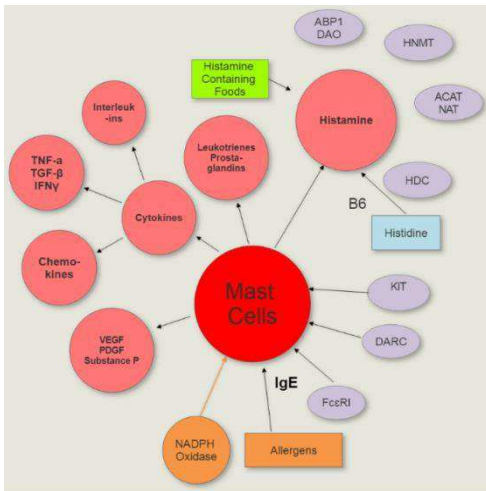 ABP1
DAO
HNMT
Histamine
Containing
Foods
ACAT
NAT
Interleuk
-ins
Histamine
Leukotrienes
Prosta-
glandins
TNF-a
TGF-β
IFNγ
HDC
B6
Cytokines
Histidine
Chemo-
kines
Mast
Cells
KIT
VEGF
PDGF
Substance P
DARC
IgE
FcεRI
NADPH
Oxidase
Allergens